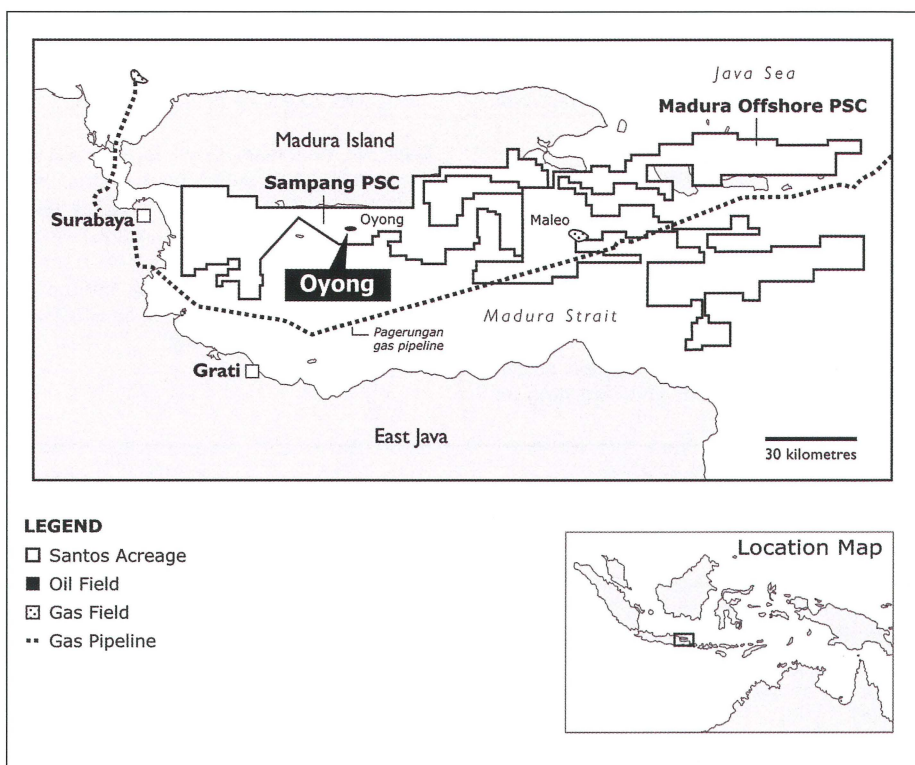 Java Sea
Madura Offshore PSC
Madura Island
Sampang PSC
Surabaya
Oyong
Maleo
Oyong
Madura Strait
Pagerungan
gas pipeline
Grati
East Java
30 kilometres
LEGEND
Santos Acreage
Oil Field
Gas Field
Gas Pipeline
Location Map